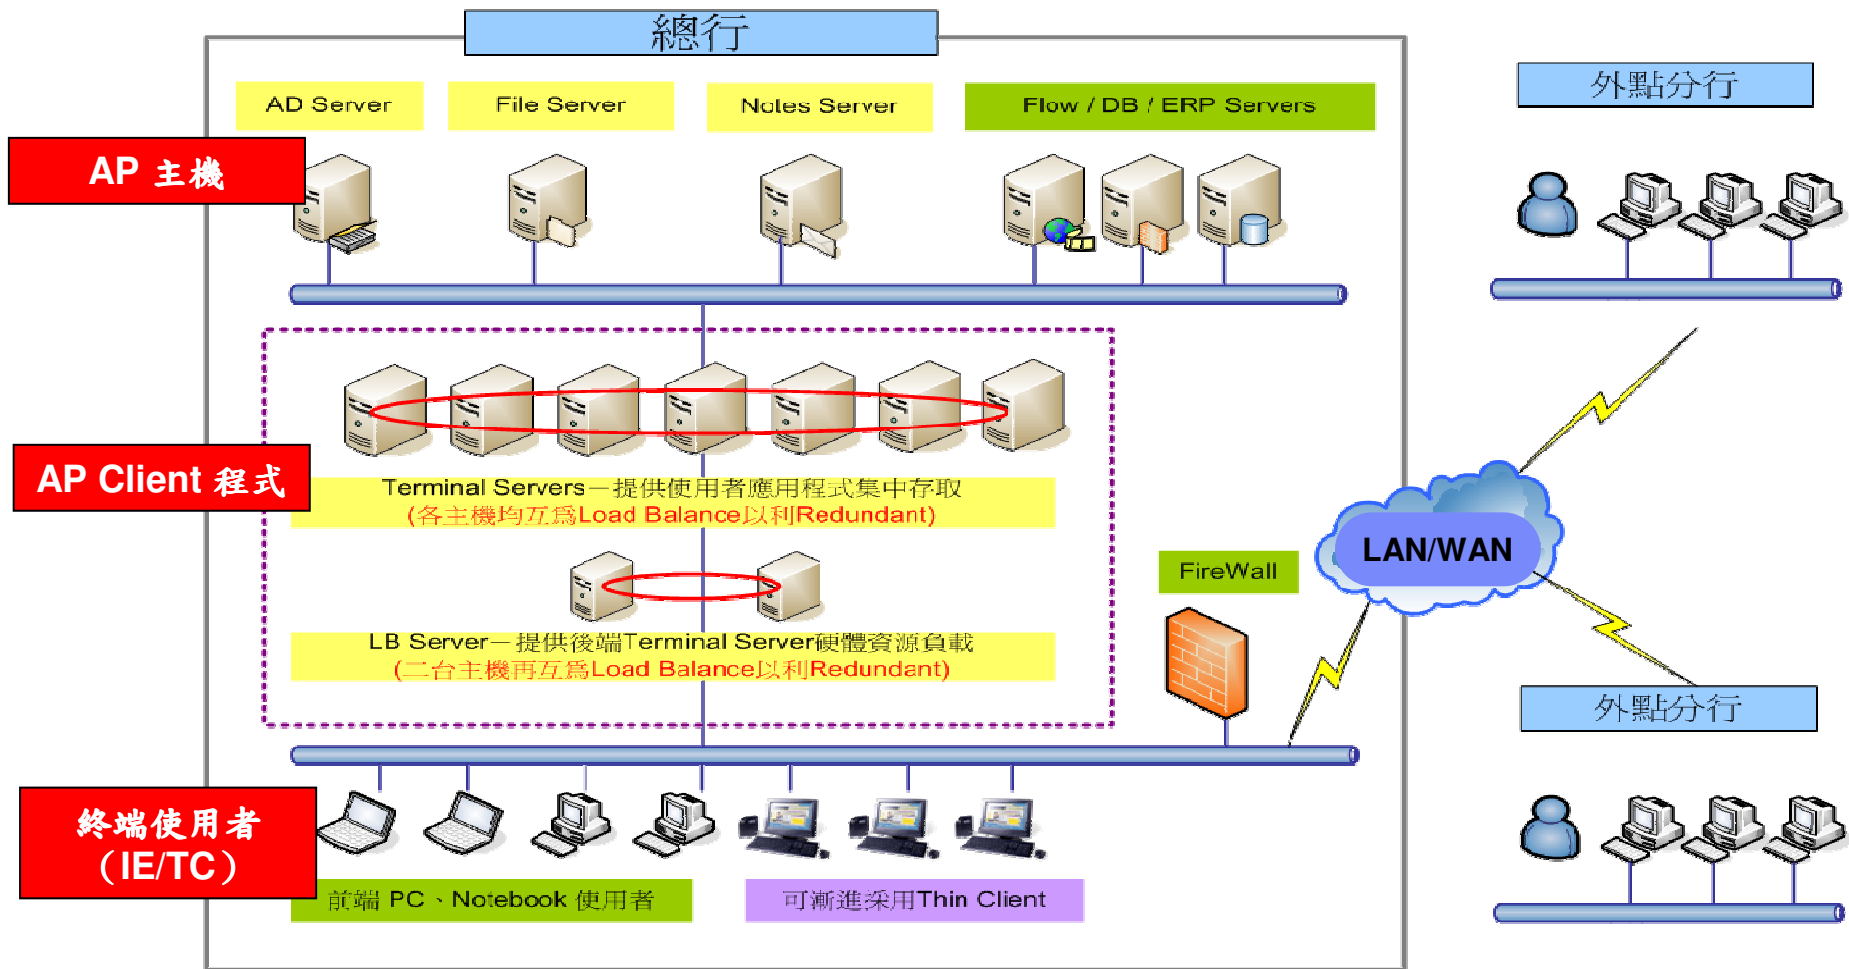 總行
外點分行
AD Server
File Server
Notes Server
Flow / DB / ERP Servers
AP 主機
AP Client 程式
Terminal Servers－提供使用者應用程式集中存取
(各主機均互為Load Balance以利Redundant)
LAN/WAN
FireWall
LB Server－提供後端Terminal Server硬體資源負載
(二台主機再互為Load Balance以利Redundant)
外點分行
終端使用者
（IE/TC）
前端 PC、Notebook 使用者
可漸進採用Thin Client